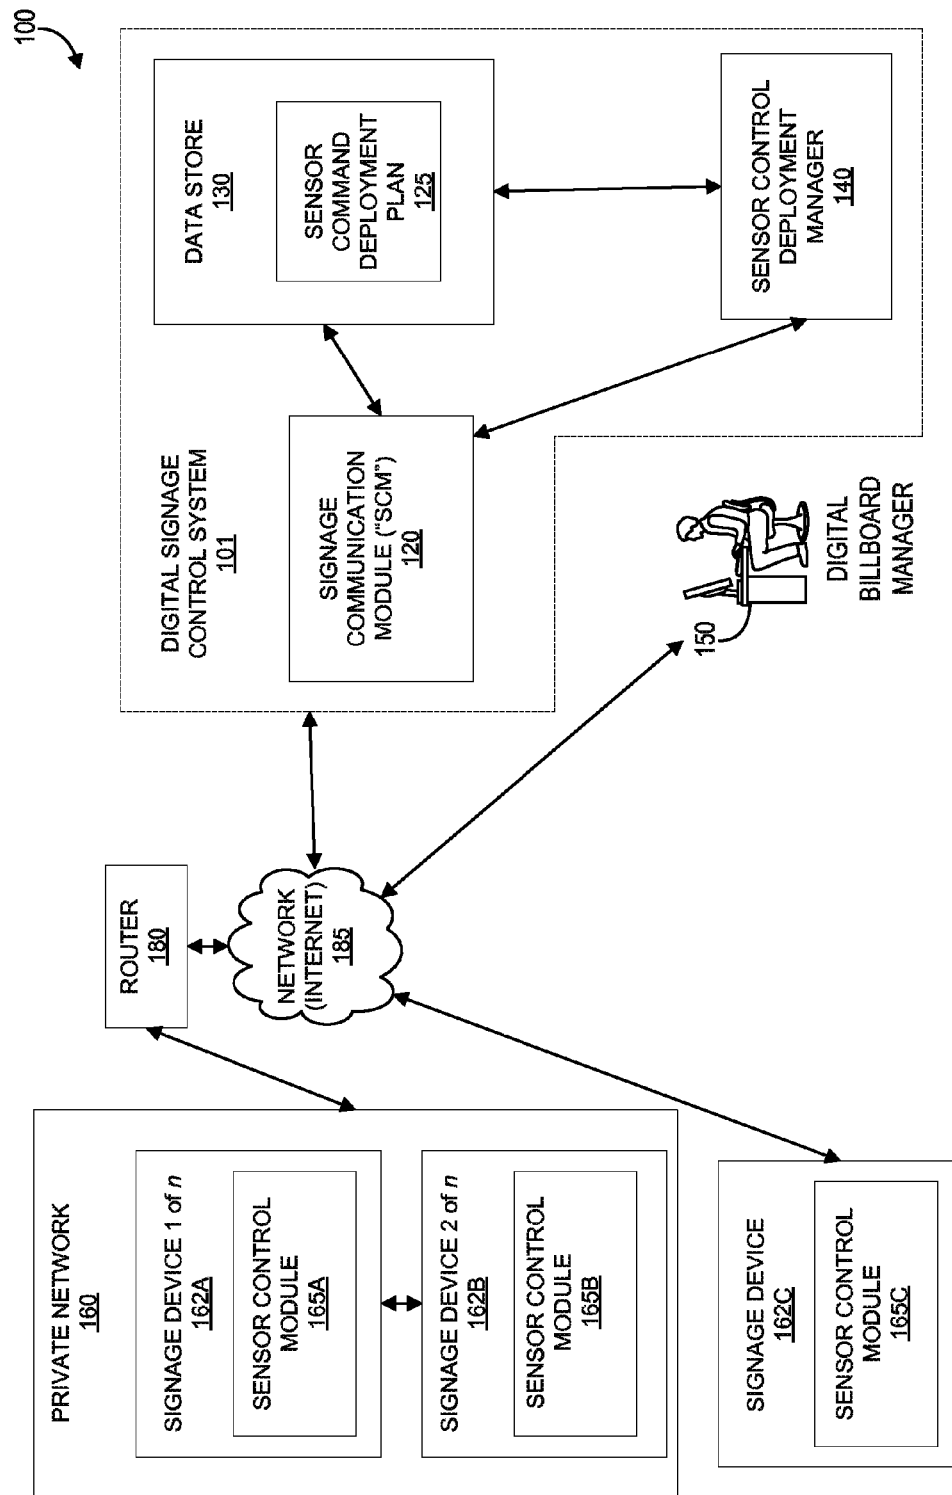 100
DIGITAL SIGNAGE
CONTROL SYSTEM
101
DATA STORE
130
SENSOR
COMMAND
DEPLOYMENT
PLAN
125
SIGNAGE
COMMUNICATION
MODULE ("SCM")
120
SENSOR CONTROL
DEPLOYMENT
MANAGER
140
ROUTER
180
NETWORK
(INTERNET)
185
150
DIGITAL
BILLBOARD
MANAGER
PRIVATE NETWORK
160
SIGNAGE DEVICE 1 of n
162A
SENSOR CONTROL
MODULE
165A
SIGNAGE DEVICE 2 of n
162B
SENSOR CONTROL
MODULE
165B
SIGNAGE DEVICE
162C
SENSOR CONTROL
MODULE
165C